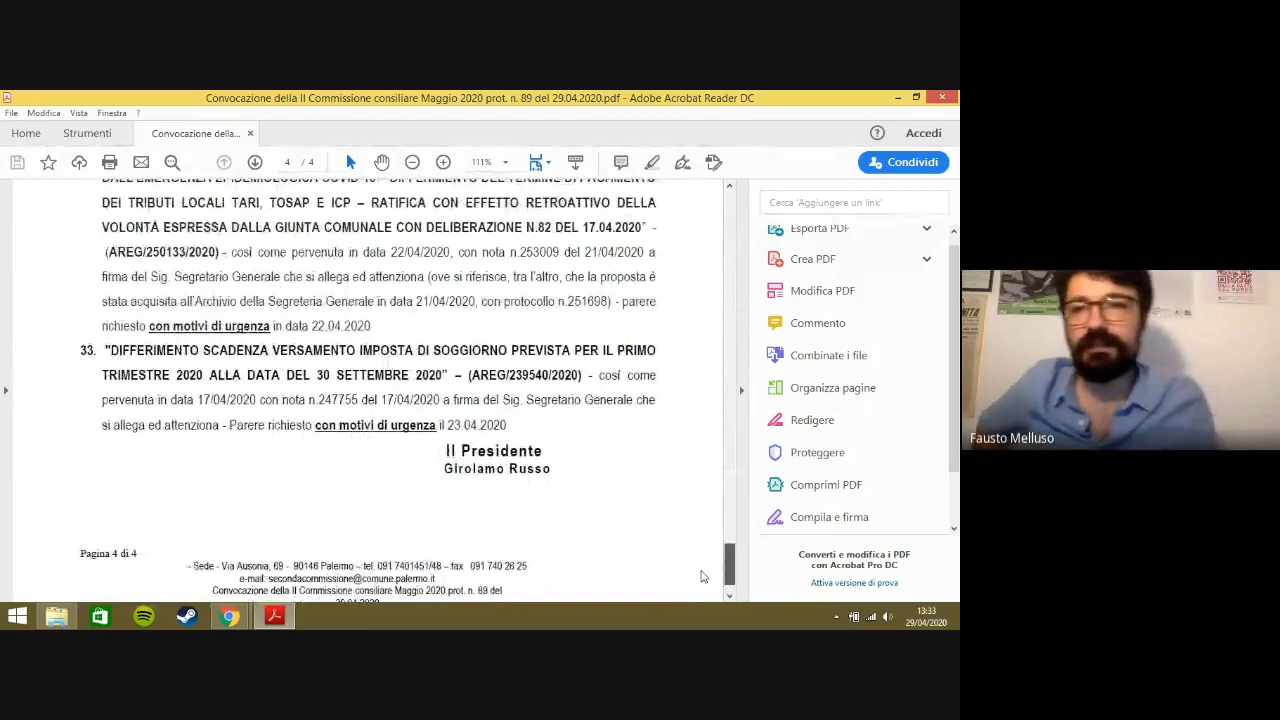 Convocazione della II Commissione consiliare Maggio 2020 prot. n. 89 del 29.04.2020.pdf - Adobe Acrobat Reader DC
File Modifica Vista Finestra ?
Home Strumenti Convocazione della... × Accedi
4 / 4 111% Condividi
DEI TRIBUTI LOCALI TARI, TOSAP E ICP – RATIFICA CON EFFETTO RETROATTIVO DELLA
VOLONTÀ ESPRESSA DALLA GIUNTA COMUNALE CON DELIBERAZIONE N.82 DEL 17.04.2020" -
(AREG/250133/2020) - così come pervenuta in data 22/04/2020, con nota n.253009 del 21/04/2020 a
firma del Sig. Segretario Generale che si allega ed attenziona (ove si riferisce, tra l'altro, che la proposta è
stata acquisita all'Archivio della Segreteria Generale in data 21/04/2020, con protocollo n.251698) - parere
richiesto con motivi di urgenza in data 22.04.2020
33. "DIFFERIMENTO SCADENZA VERSAMENTO IMPOSTA DI SOGGIORNO PREVISTA PER IL PRIMO
TRIMESTRE 2020 ALLA DATA DEL 30 SETTEMBRE 2020" – (AREG/239540/2020) - così come
pervenuta in data 17/04/2020 con nota n.247755 del 17/04/2020 a firma del Sig. Segretario Generale che
si allega ed attenziona - Parere richiesto con motivi di urgenza il 23.04.2020
Il Presidente
Girolamo Russo
Pagina 4 di 4
- Sede - Via Ausonia, 69 - 90146 Palermo – tel. 091 7401451/48 – fax 091 740 26 25
e-mail: secondacommissione@comune.palermo.it
Convocazione della II Commissione consiliare Maggio 2020 prot. n. 89 del
29.04.2020
Cerca 'Aggiungere un link'
Esporta PDF
Crea PDF
Modifica PDF
Commento
Combinate i file
Organizza pagine
Redigere
Proteggere
Comprimi PDF
Compila e firma
Converti e modifica i PDF
con Acrobat Pro DC
Attiva versione di prova
13:33
29/04/2020
Fausto Melluso